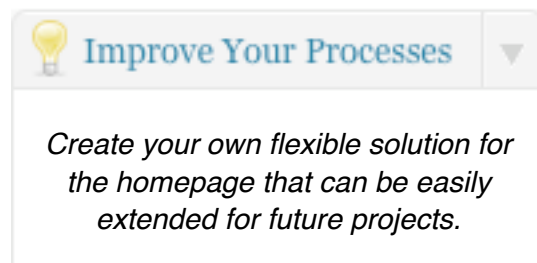 Improve Your Processes
Create your own flexible solution for
the homepage that can be easily
extended for future projects.